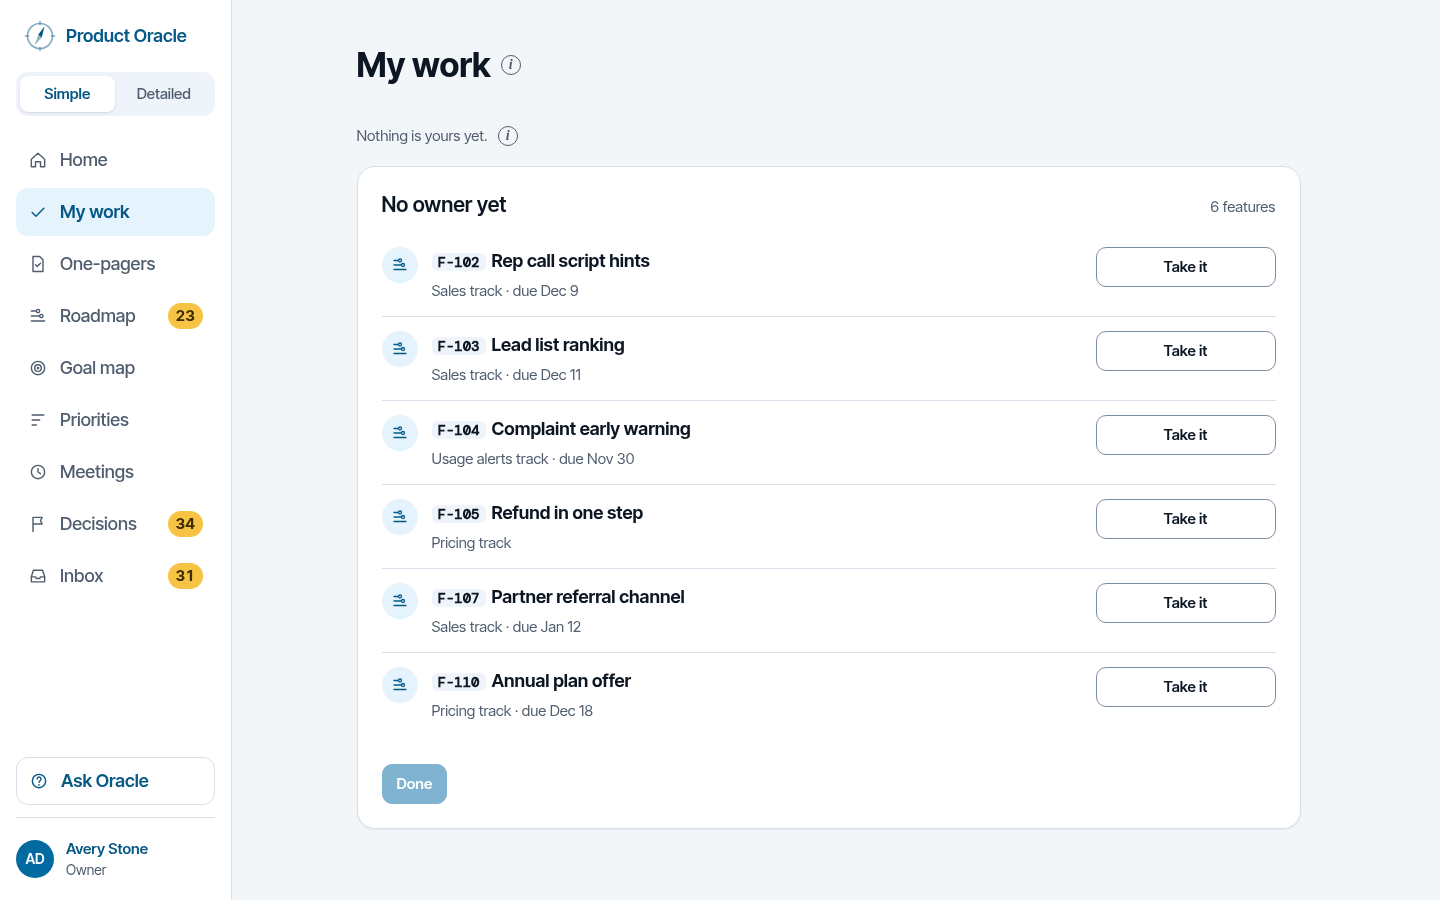 Product Oracle
Simple
Detailed
Home
My work
One-pagers
Roadmap 23
Goal map
Priorities
Meetings
Decisions 34
Inbox 31
Ask Oracle
AD
Avery Stone
Owner
My work i
Nothing is yours yet. i
No owner yet
6 features
F-102 Rep call script hints
Sales track · due Dec 9
Take it
F-103 Lead list ranking
Sales track · due Dec 11
Take it
F-104 Complaint early warning
Usage alerts track · due Nov 30
Take it
F-105 Refund in one step
Pricing track
Take it
F-107 Partner referral channel
Sales track · due Jan 12
Take it
F-110 Annual plan offer
Pricing track · due Dec 18
Take it
Done